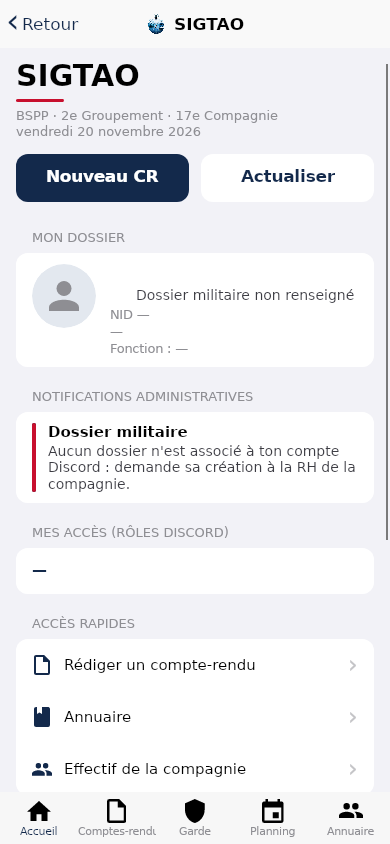 Retour
SIGTAO
SIGTAO
BSPP · 2e Groupement · 17e Compagnie
vendredi 20 novembre 2026
Nouveau CR
Actualiser
MON DOSSIER
Dossier militaire non renseigné
NID —
—
Fonction : —
NOTIFICATIONS ADMINISTRATIVES
Dossier militaire
Aucun dossier n'est associé à ton compte
Discord : demande sa création à la RH de la
compagnie.
MES ACCÈS (RÔLES DISCORD)
—
ACCÈS RAPIDES
Rédiger un compte-rendu
Annuaire
Effectif de la compagnie
Accueil
Comptes-rendu
Garde
Planning
Annuaire